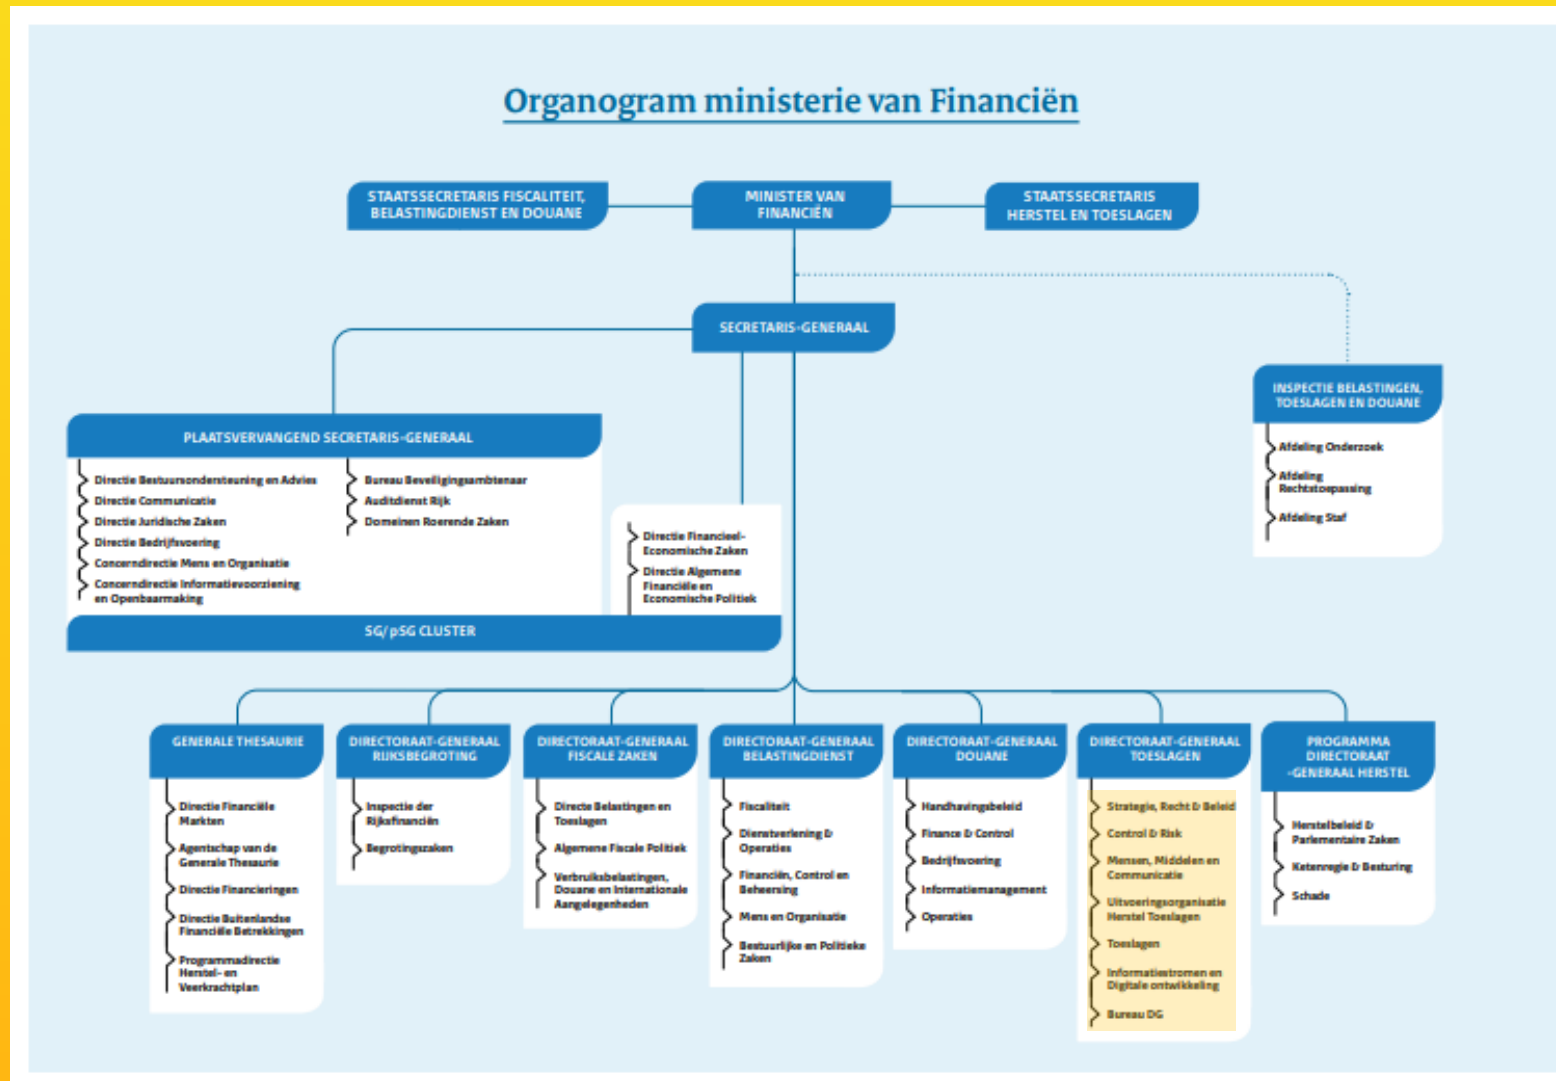 Organogram ministerie van Financiën
STAATSSECRETARIS FISCALITEIT,
BELASTINGDIENST EN DOUANE
MINISTER VAN
FINANCIËN
STAATSSECRETARIS
HERSTEL EN TOESLAGEN
SECRETARIS-GENERAAL
INSPECTIE BELASTINGEN,
TOESLAGEN EN DOUANE
Afdeling Onderzoek
Afdeling
Rechtstoepassing
Afdeling Staf
PLAATSVERVANGEND SECRETARIS-GENERAAL
Directie Bestuursondersteuning en Advies
Directie Communicatie
Directie Juridische Zaken
Directie Bedrijfsvoering
Concerndirectie Mens en Organisatie
Concerndirectie Informatievoorziening
en Openbaarmaking
Bureau Beveiligingsambtenaar
Auditdienst Rijk
Domeinen Roerende Zaken
Directie Financieel-
Economische Zaken
Directie Algemene
Financiële en
Economische Politiek
SG/pSG CLUSTER
GENERALE THESAURIE
Directie Financiële
Markten
Agentschap van de
Generale Thesaurie
Directie Financieringen
Directie Buitenlandse
Financiële Betrekkingen
Programmadirectie
Herstel- en
Veerkrachtplan
DIRECTORAAT-GENERAAL
RIJKSBEGROTING
Inspectie der
Rijksfinanciën
Begrotingszaken
DIRECTORAAT-GENERAAL
FISCALE ZAKEN
Directe Belastingen en
Toeslagen
Algemene Fiscale Politiek
Verbruiksbelastingen,
Douane en Internationale
Aangelegenheden
DIRECTORAAT-GENERAAL
BELASTINGDIENST
Fiscaliteit
Dienstverlening &
Operaties
Financiën, Control en
Beheersing
Mens en Organisatie
Bestuurlijke en Politieke
Zaken
DIRECTORAAT-GENERAAL
DOUANE
Handhavingsbeleid
Finance & Control
Bedrijfsvoering
Informatiemanagement
Operaties
DIRECTORAAT-GENERAAL
TOESLAGEN
Strategie, Recht & Beleid
Control & Risk
Mensen, Middelen en
Communicatie
Uitvoeringsorganisatie
Herstel Toeslagen
Toeslagen
Informatiestromen en
Digitale ontwikkeling
Bureau DG
PROGRAMMA
DIRECTORAAT
-GENERAAL HERSTEL
Herstelbeleid &
Parlementaire Zaken
Ketenregie & Besturing
Schade